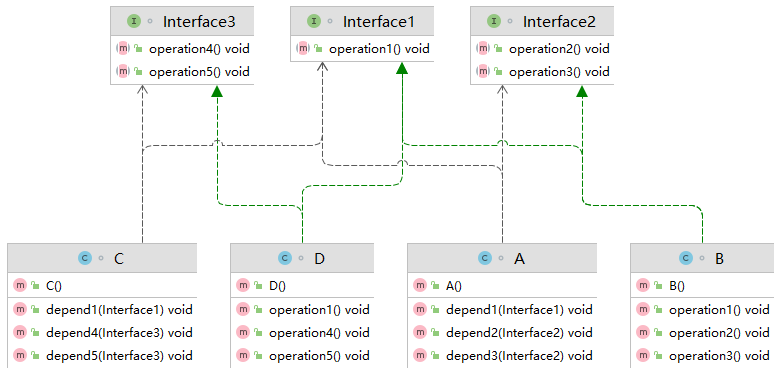 Interface3
operation4() void
operation5() void
Interface1
operation1() void
Interface2
operation2() void
operation3() void
C
C()
depend1(Interface1) void
depend4(Interface3) void
depend5(Interface3) void
D
D()
operation1() void
operation4() void
operation5() void
A
A()
depend1(Interface1) void
depend2(Interface2) void
depend3(Interface2) void
B
B()
operation1() void
operation2() void
operation3() void